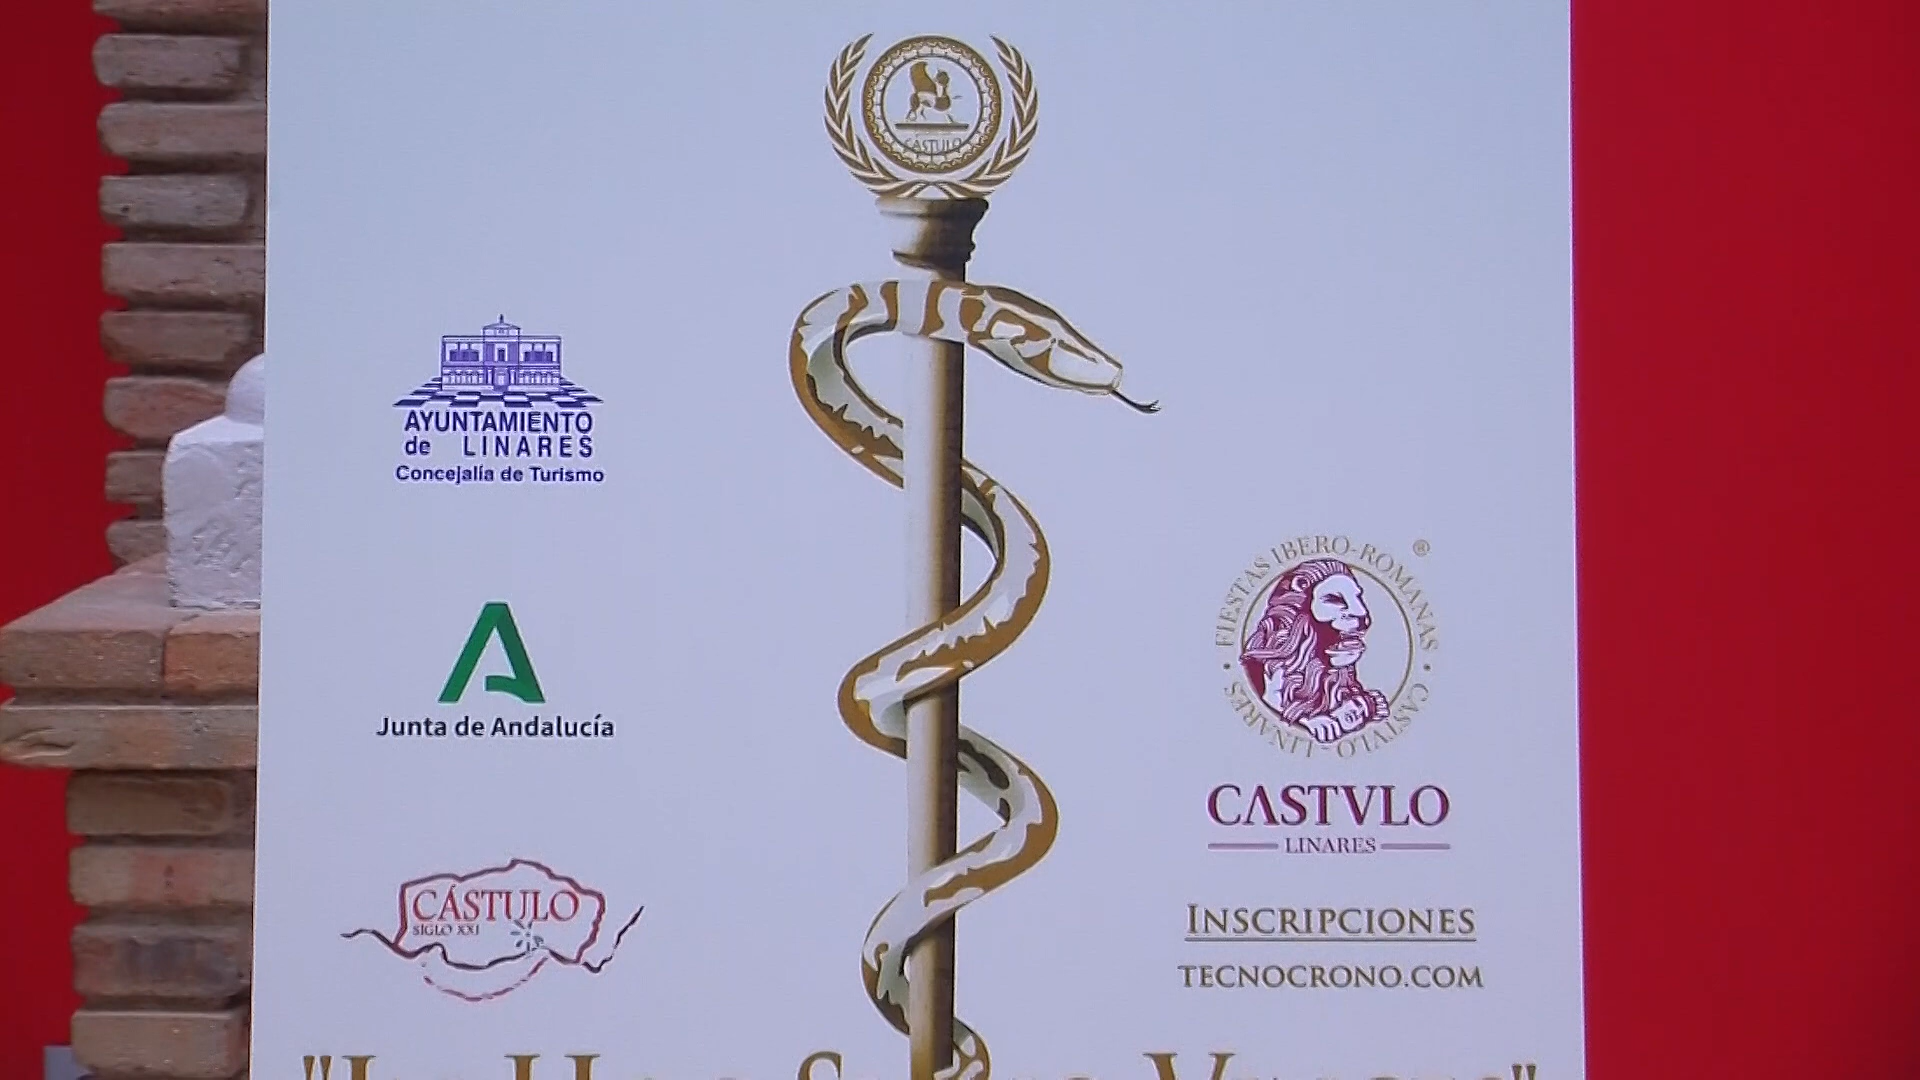 CÁSTULO
AYUNTAMIENTO
de LINARES
Concejalía de Turismo
Junta de Andalucía
CÁSTULO
SIGLO XXI
FIESTAS IBERO-ROMANAS · CASTVLO - LINARES · ®
CASTVLO
LINARES
INSCRIPCIONES
TECNOCRONO.COM